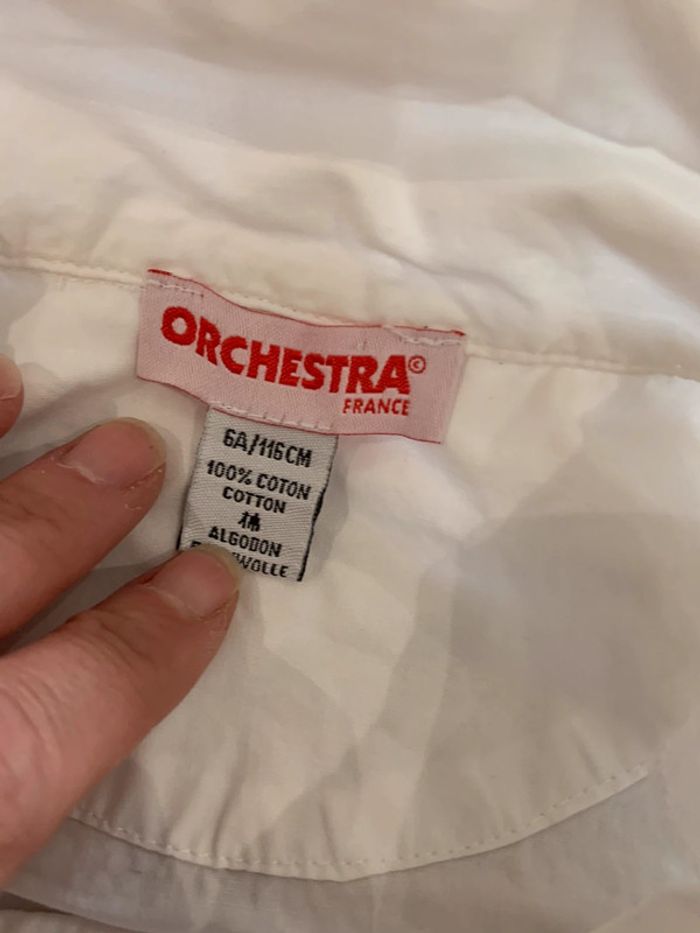 ORCHESTRA©
FRANCE
6A/116CM
100% COTON
COTTON
棉
ALGODON